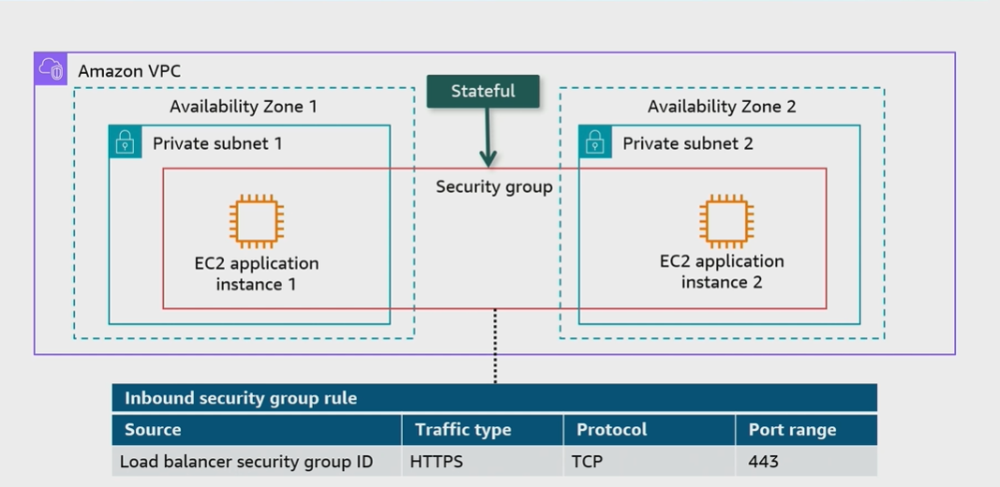 Amazon VPC
Stateful
Availability Zone 1
Availability Zone 2
Private subnet 1
Private subnet 2
Security group
EC2 application
instance 1
EC2 application
instance 2
Inbound security group rule
Source Traffic type Protocol Port range
Load balancer security group ID HTTPS TCP 443